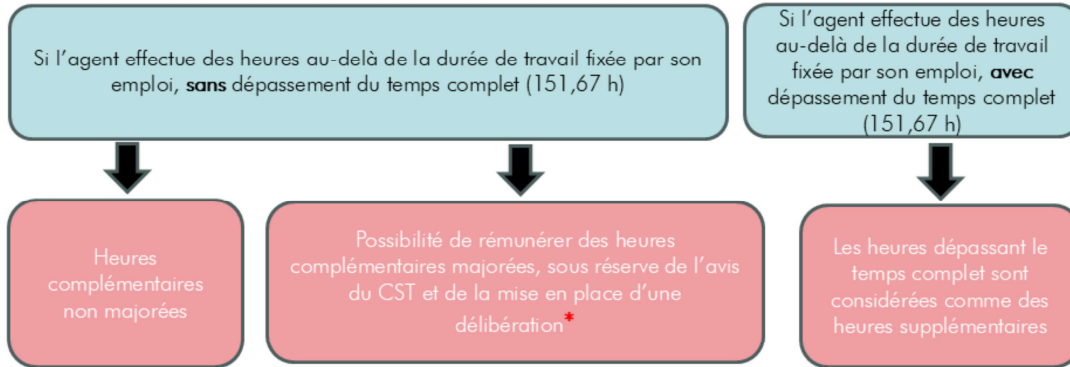 Si l'agent effectue des heures au-delà de la durée de travail fixée par son
emploi, sans dépassement du temps complet (151,67 h)
Si l'agent effectue des heures
au-delà de la durée de travail
fixée par son emploi, avec
dépassement du temps complet
(151,67 h)
Heures
complémentaires
non majorées
Possibilité de rémunérer des heures
complémentaires majorées, sous réserve de l'avis
du CST et de la mise en place d'une
délibération*
Les heures dépassant le
temps complet sont
considérées comme des
heures supplémentaires